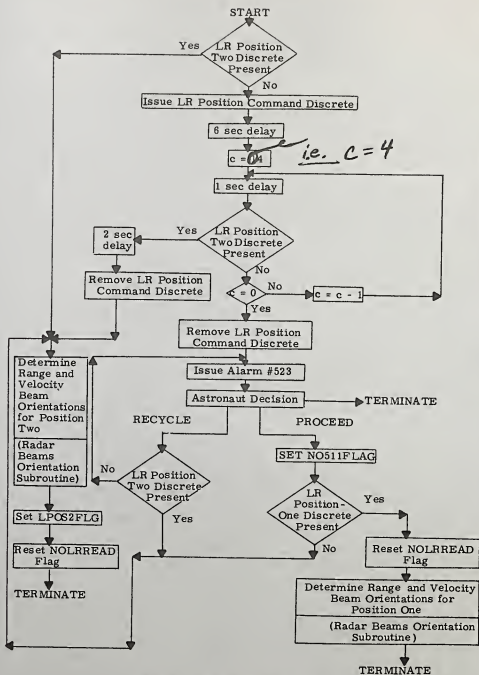 START
LR Position
Two Discrete
Present
Yes
No
Issue LR Position Command Discrete
6 sec delay
c = 4
i.e. C = 4
1 sec delay
LR Position
Two Discrete
Present
Yes
No
2 sec
delay
Remove LR Position
Command Discrete
c = 0
No
Yes
c = c - 1
Remove LR Position
Command Discrete
Issue Alarm #523
Astronaut Decision
TERMINATE
RECYCLE
PROCEED
Determine
Range and
Velocity
Beam
Orientations
for Position
Two
(Radar
Beams
Orientation
Subroutine)
Set LPOS2FLG
Reset NOLRREAD
Flag
TERMINATE
LR Position
Two Discrete
Present
No
Yes
SET NO511FLAG
LR
Position-
One Discrete
Present
Yes
No
Reset NOLRREAD
Flag
Determine Range and Velocity
Beam Orientations for
Position One
(Radar Beams Orientation
Subroutine)
TERMINATE